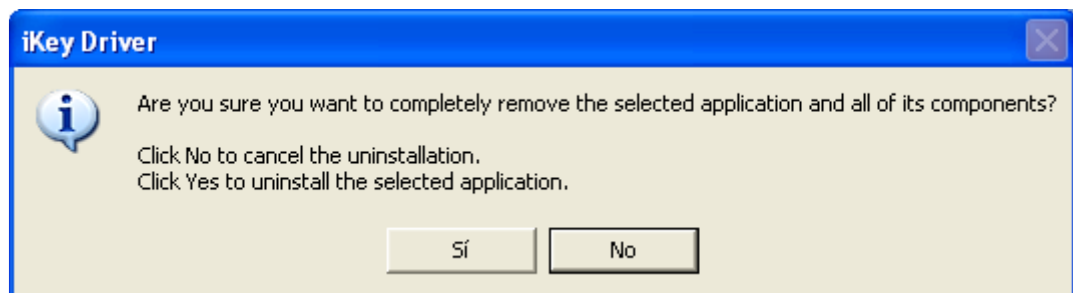 iKey Driver
Are you sure you want to completely remove the selected application and all of its components?
Click No to cancel the uninstallation.
Click Yes to uninstall the selected application.
Sí
No